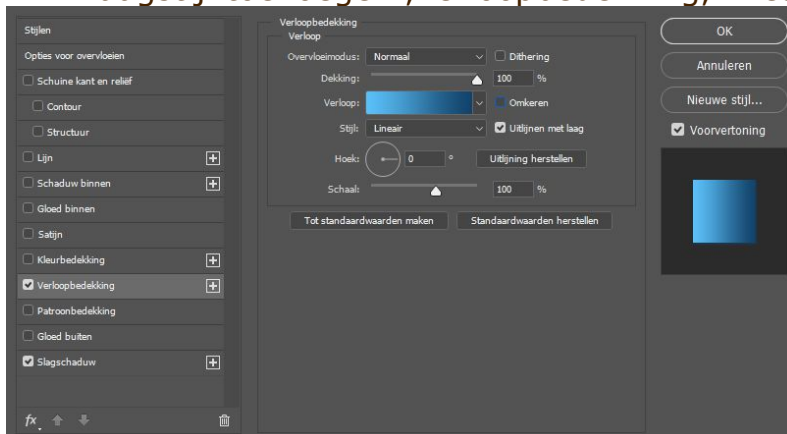 Stijlen
Opties voor overvloeien
Schuine kant en reliëf
Contour
Structuur
Lijn
Schaduw binnen
Gloed binnen
Satijn
Kleurbedekking
Verloopbedekking
Patroonbedekking
Gloed buiten
Slagschaduw
fx
Verloopbedekking
Verloop
Overvloeimodus: Normaal Dithering
Dekking: 100 %
Verloop: Omkeren
Stijl: Lineair Uitlijnen met laag
Hoek: 0 ° Uitlijning herstellen
Schaal: 100 %
Tot standaardwaarden maken Standaardwaarden herstellen
OK
Annuleren
Nieuwe stijl...
Voorvertoning